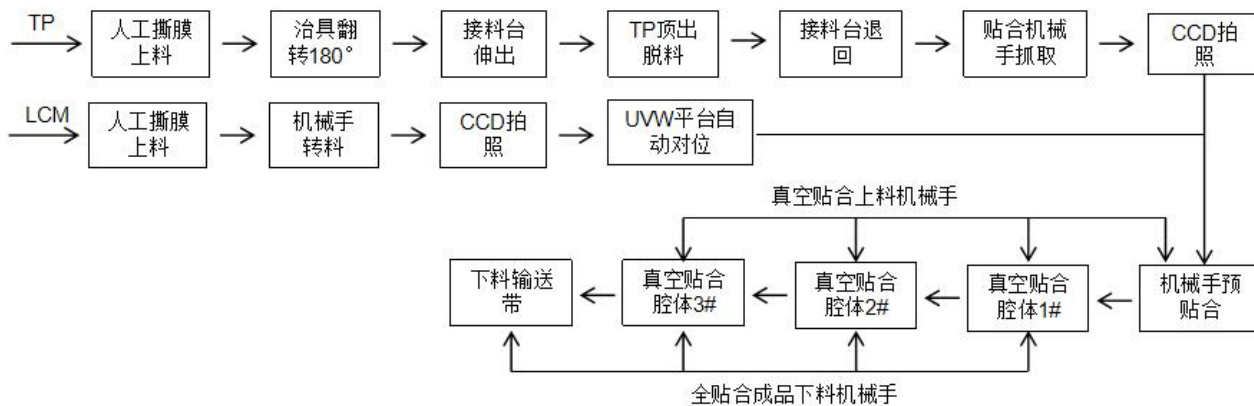 TP
人工撕膜
上料
治具翻
转180°
接料台
伸出
TP顶出
脱料
接料台退
回
贴合机械
手抓取
CCD拍
照
LCM
人工撕膜
上料
机械手
转料
CCD拍
照
UVW平台自
动对位
真空贴合上料机械手
下料输送
带
真空贴合
腔体3#
真空贴合
腔体2#
真空贴合
腔体1#
机械手预
贴合
全贴合成品下料机械手